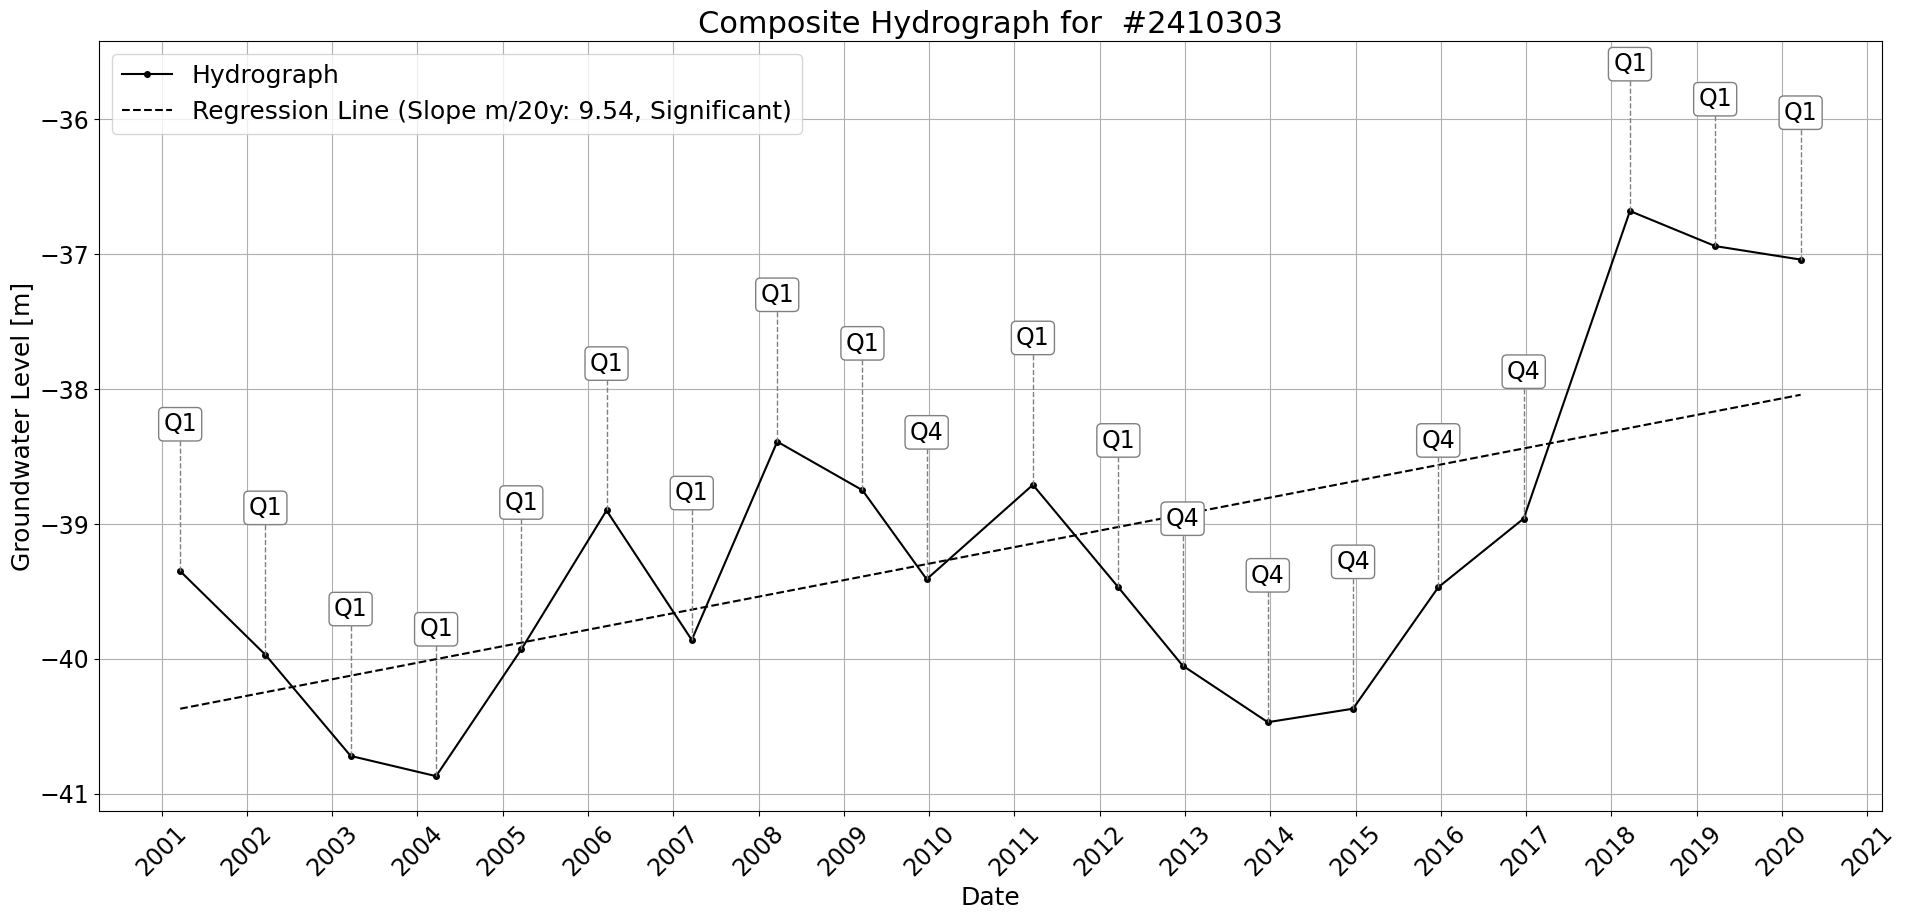 Composite Hydrograph for  #2410303
Hydrograph
Regression Line (Slope m/20y: 9.54, Significant)
Groundwater Level [m]
−36
−37
−38
−39
−40
−41
Q1
Q1
Q1
Q1
Q1
Q1
Q1
Q1
Q1
Q4
Q1
Q1
Q4
Q4
Q4
Q4
Q4
Q1
Q1
Q1
2001
2002
2003
2004
2005
2006
2007
2008
2009
2010
2011
2012
2013
2014
2015
2016
2017
2018
2019
2020
2021
Date